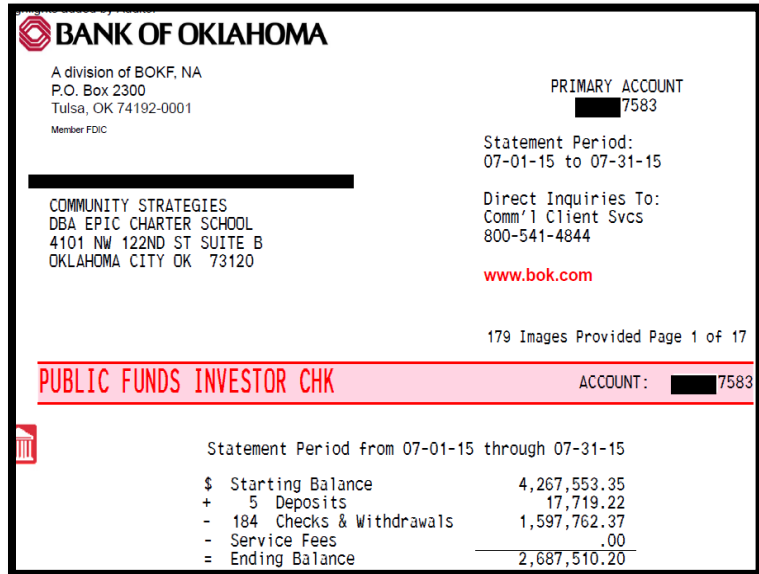 Highlights added by Auditor
BANK OF OKLAHOMA
A division of BOKF, NA
P.O. Box 2300
Tulsa, OK 74192-0001
Member FDIC
PRIMARY ACCOUNT
7583
Statement Period:
07-01-15 to 07-31-15
Direct Inquiries To:
Comm'l Client Svcs
800-541-4844
www.bok.com
COMMUNITY STRATEGIES
DBA EPIC CHARTER SCHOOL
4101 NW 122ND ST SUITE B
OKLAHOMA CITY OK 73120
179 Images Provided Page 1 of 17
PUBLIC FUNDS INVESTOR CHK ACCOUNT: 7583
Statement Period from 07-01-15 through 07-31-15
$ Starting Balance 4,267,553.35
+ 5 Deposits 17,719.22
- 184 Checks & Withdrawals 1,597,762.37
- Service Fees .00
= Ending Balance 2,687,510.20